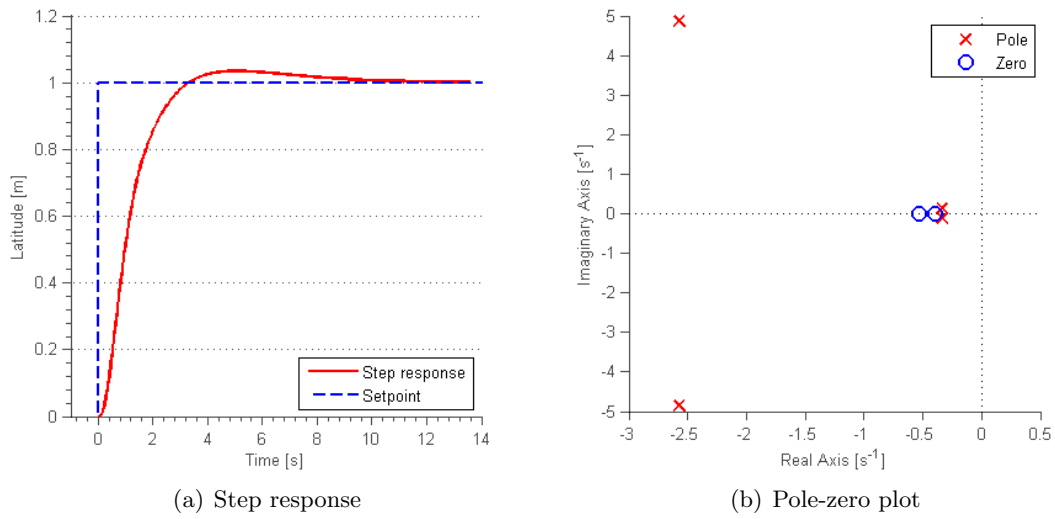 1.2
1
0.8
0.6
0.4
0.2
0
Latitude [m]
0 2 4 6 8 10 12 14
Time [s]
Step response
Setpoint
(a) Step response
5
4
3
2
1
0
-1
-2
-3
-4
-5
Imaginary Axis [s⁻¹]
-3 -2.5 -2 -1.5 -1 -0.5 0 0.5
Real Axis [s⁻¹]
Pole
Zero
(b) Pole-zero plot